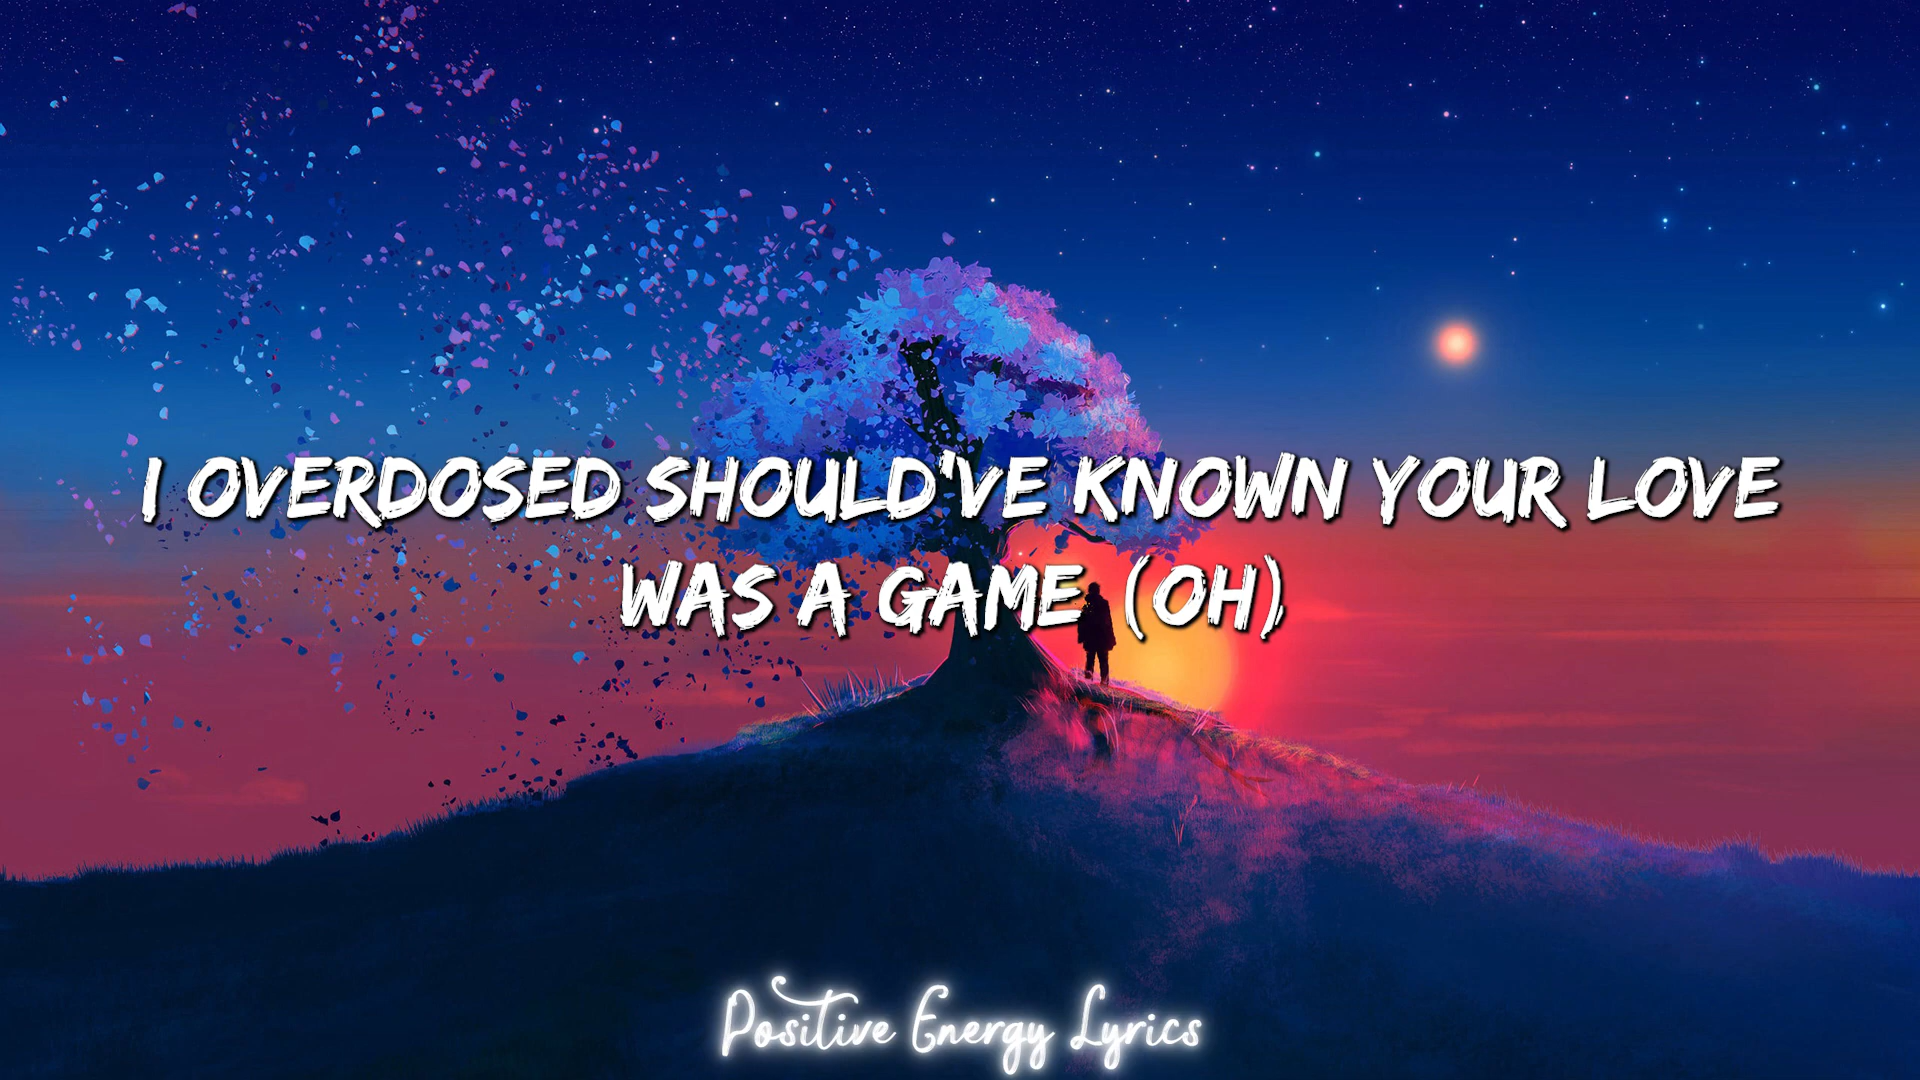 I OVERDOSED SHOULD'VE KNOWN YOUR LOVE
WAS A GAME (OH)
Positive Energy Lyrics